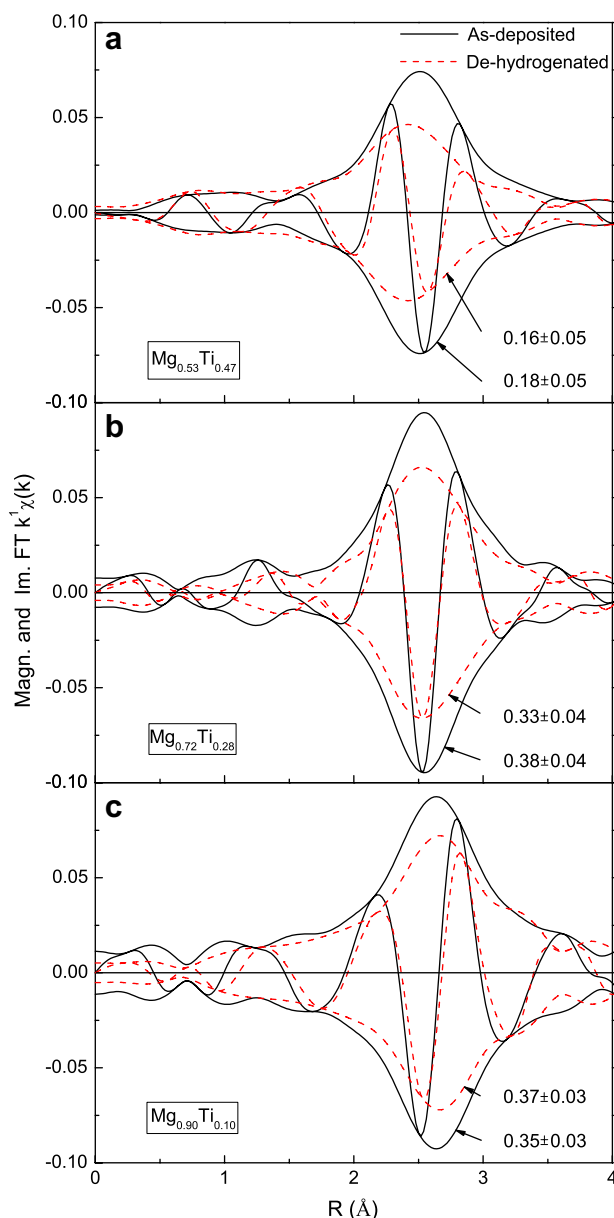 a
As-deposited
De-hydrogenated
0.10
0.05
0.00
-0.05
-0.10
0.16±0.05
0.18±0.05
Mg0.53Ti0.47
b
0.05
0.00
-0.05
-0.10
0.33±0.04
0.38±0.04
Mg0.72Ti0.28
c
0.05
0.00
-0.05
-0.10
0.37±0.03
0.35±0.03
Mg0.90Ti0.10
0 1 2 3 4
R (Å)
Magn. and Im. FT k¹χ(k)